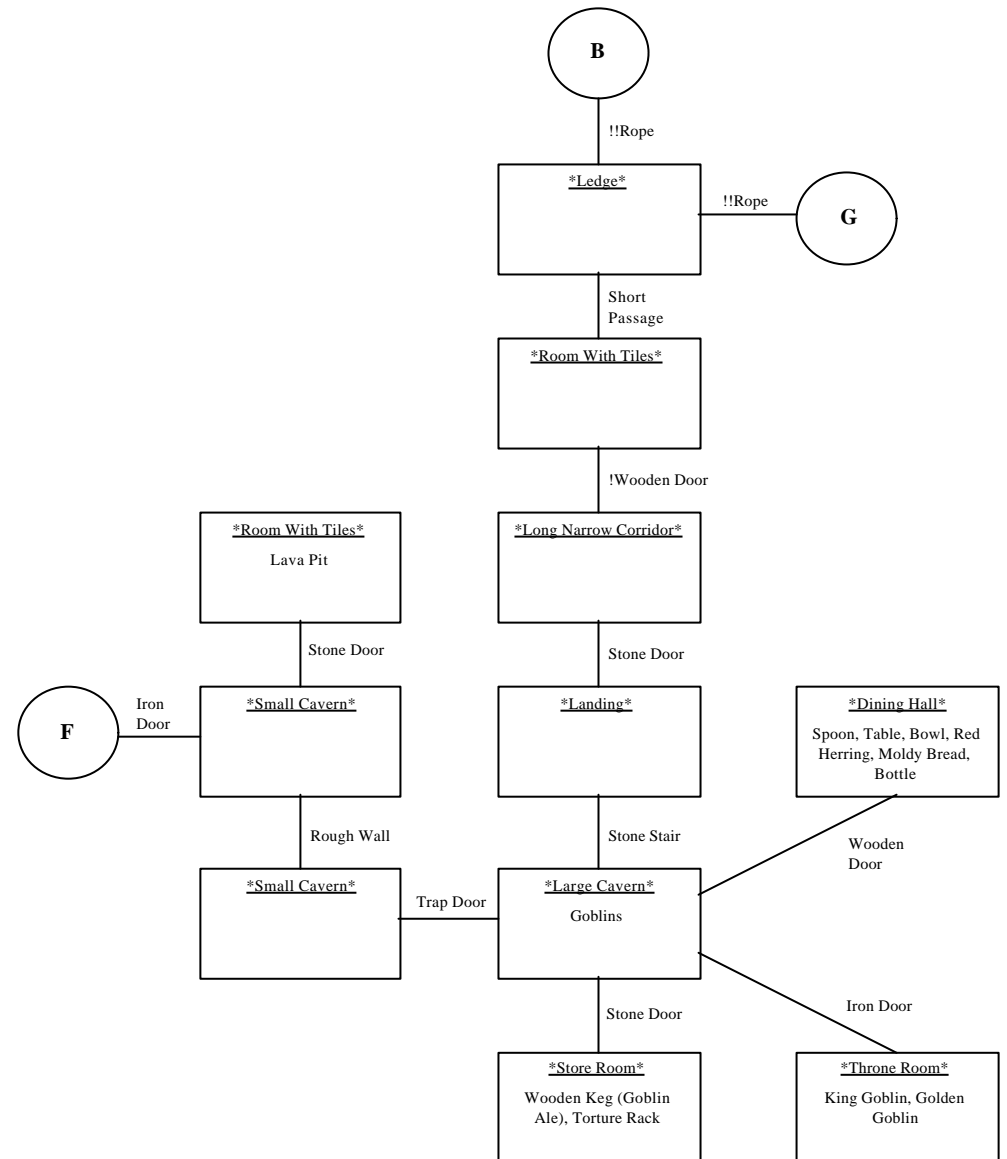 B
!!Rope
*Ledge*
!!Rope
G
Short
Passage
*Room With Tiles*
!Wooden Door
*Room With Tiles*
Lava Pit
*Long Narrow Corridor*
Stone Door
Stone Door
F
Iron
Door
*Small Cavern*
*Landing*
*Dining Hall*
Spoon, Table, Bowl, Red
Herring, Moldy Bread,
Bottle
Rough Wall
Stone Stair
Wooden
Door
*Small Cavern*
Trap Door
*Large Cavern*
Goblins
Stone Door
Iron Door
*Store Room*
Wooden Keg (Goblin
Ale), Torture Rack
*Throne Room*
King Goblin, Golden
Goblin